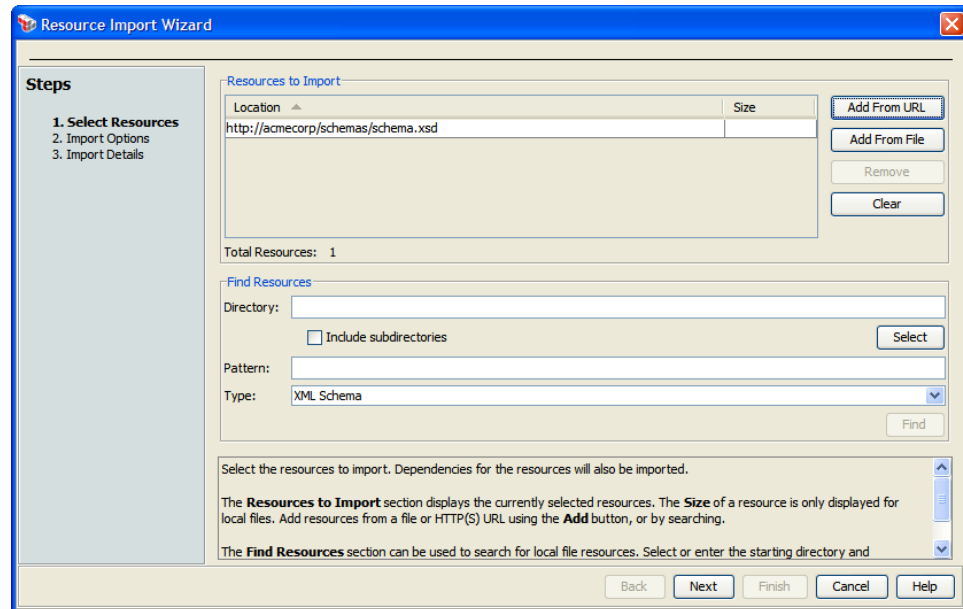 Resource Import Wizard
Steps
1. Select Resources
2. Import Options
3. Import Details
Resources to Import
Location Size
http://acmecorp/schemas/schema.xsd
Add From URL
Add From File
Remove
Clear
Total Resources: 1
Find Resources
Directory:
Include subdirectories
Select
Pattern:
Type: XML Schema
Find
Select the resources to import. Dependencies for the resources will also be imported.
The Resources to Import section displays the currently selected resources. The Size of a resource is only displayed for
local files. Add resources from a file or HTTP(S) URL using the Add button, or by searching.
The Find Resources section can be used to search for local file resources. Select or enter the starting directory and
Back Next Finish Cancel Help